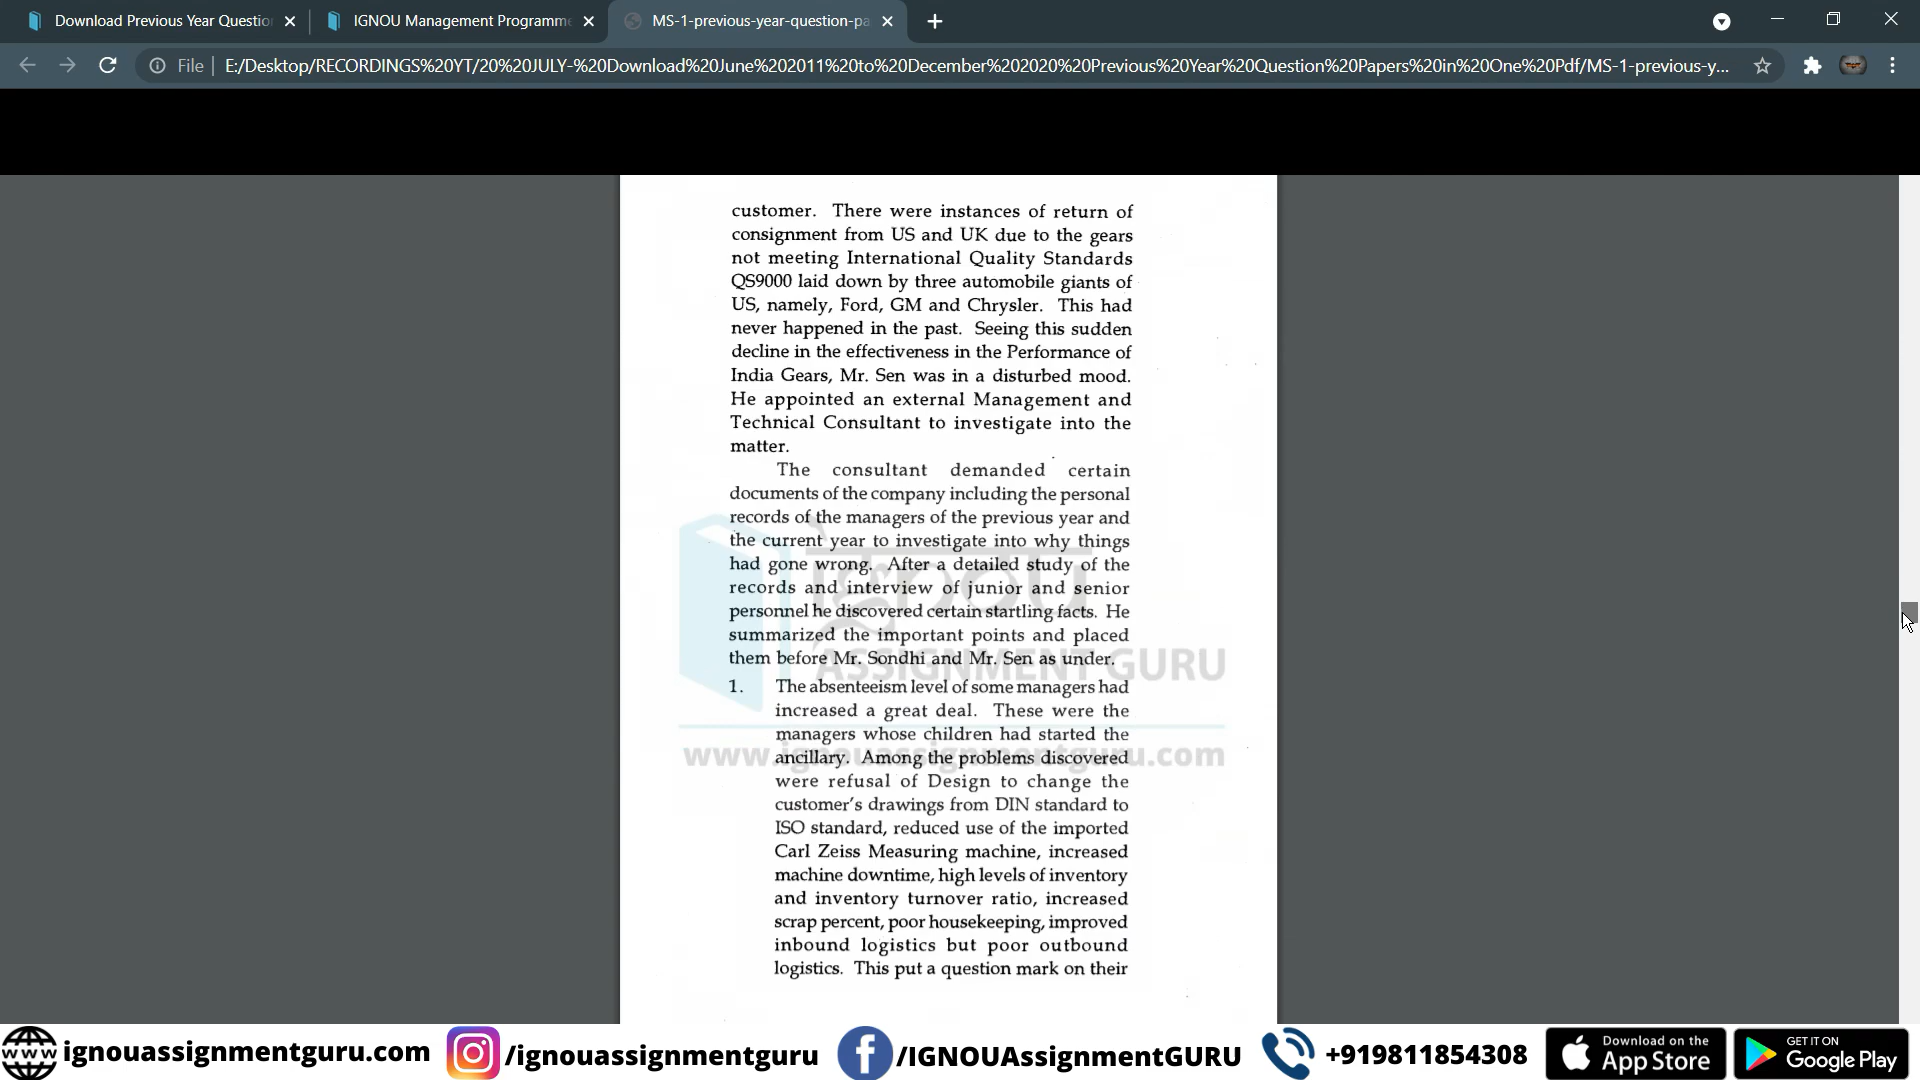 Download Previous Year Questio
IGNOU Management Programme
MS-1-previous-year-question-pa
File
E:/Desktop/RECORDINGS%20YT/20%20JULY-%20Download%20June%202011%20to%20December%202020%20Previous%20Year%20Question%20Papers%20in%20One%20Pdf/MS-1-previous-y...
customer. There were instances of return of
consignment from US and UK due to the gears
not meeting International Quality Standards
QS9000 laid down by three automobile giants of
US, namely, Ford, GM and Chrysler. This had
never happened in the past. Seeing this sudden
decline in the effectiveness in the Performance of
India Gears, Mr. Sen was in a disturbed mood.
He appointed an external Management and
Technical Consultant to investigate into the
matter.
The consultant demanded certain
documents of the company including the personal
records of the managers of the previous year and
the current year to investigate into why things
had gone wrong. After a detailed study of the
records and interview of junior and senior
personnel he discovered certain startling facts. He
summarized the important points and placed
them before Mr. Sondhi and Mr. Sen as under.
1. The absenteeism level of some managers had
increased a great deal. These were the
managers whose children had started the
ancillary. Among the problems discovered
were refusal of Design to change the
customer's drawings from DIN standard to
ISO standard, reduced use of the imported
Carl Zeiss Measuring machine, increased
machine downtime, high levels of inventory
and inventory turnover ratio, increased
scrap percent, poor housekeeping, improved
inbound logistics but poor outbound
logistics. This put a question mark on their
ignou
ASSIGNMENT GURU
www.ignouassignmentguru.com
www ignouassignmentguru.com
/ignouassignmentguru
/IGNOUAssignmentGURU
+919811854308
Download on the
App Store
GET IT ON
Google Play